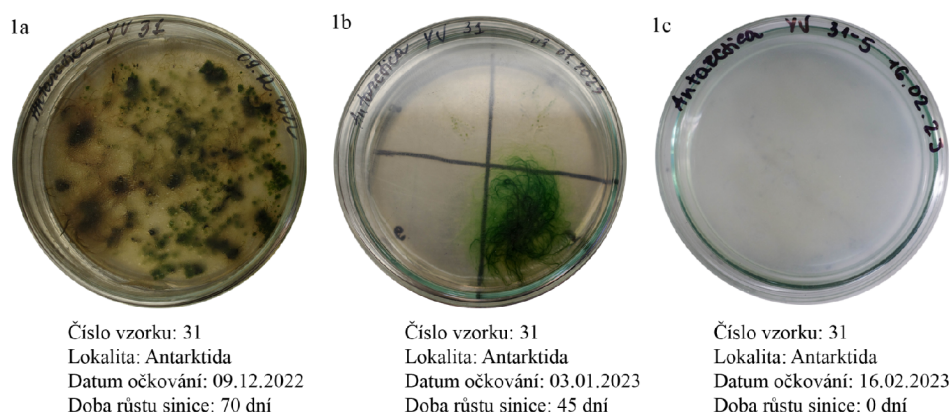 1a
Antarctica YV 31
1b
Antarctica YV 31
03.01.2023
1c
Antarctica YV 31-5 16.02.23
Číslo vzorku: 31
Lokalita: Antarktida
Datum očkování: 09.12.2022
Doba růstu sinice: 70 dní
Číslo vzorku: 31
Lokalita: Antarktida
Datum očkování: 03.01.2023
Doba růstu sinice: 45 dní
Číslo vzorku: 31
Lokalita: Antarktida
Datum očkování: 16.02.2023
Doba růstu sinice: 0 dní